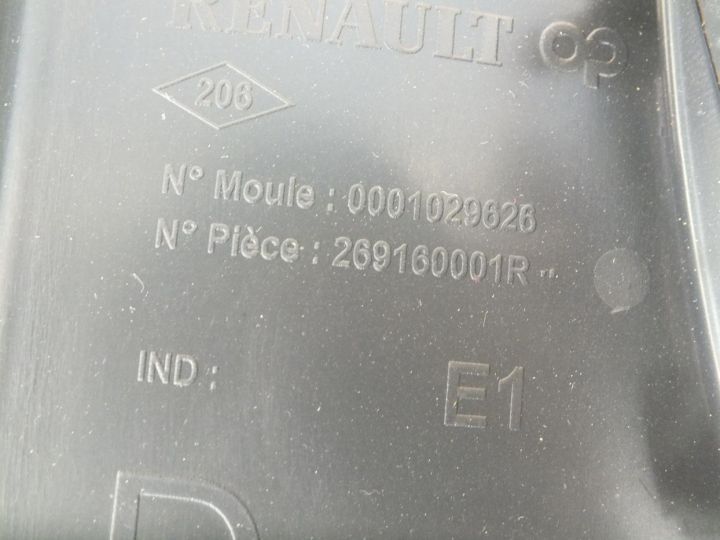 RENAULT
206
N° Moule : 0001029626
N° Pièce : 269160001R
IND : E1
D